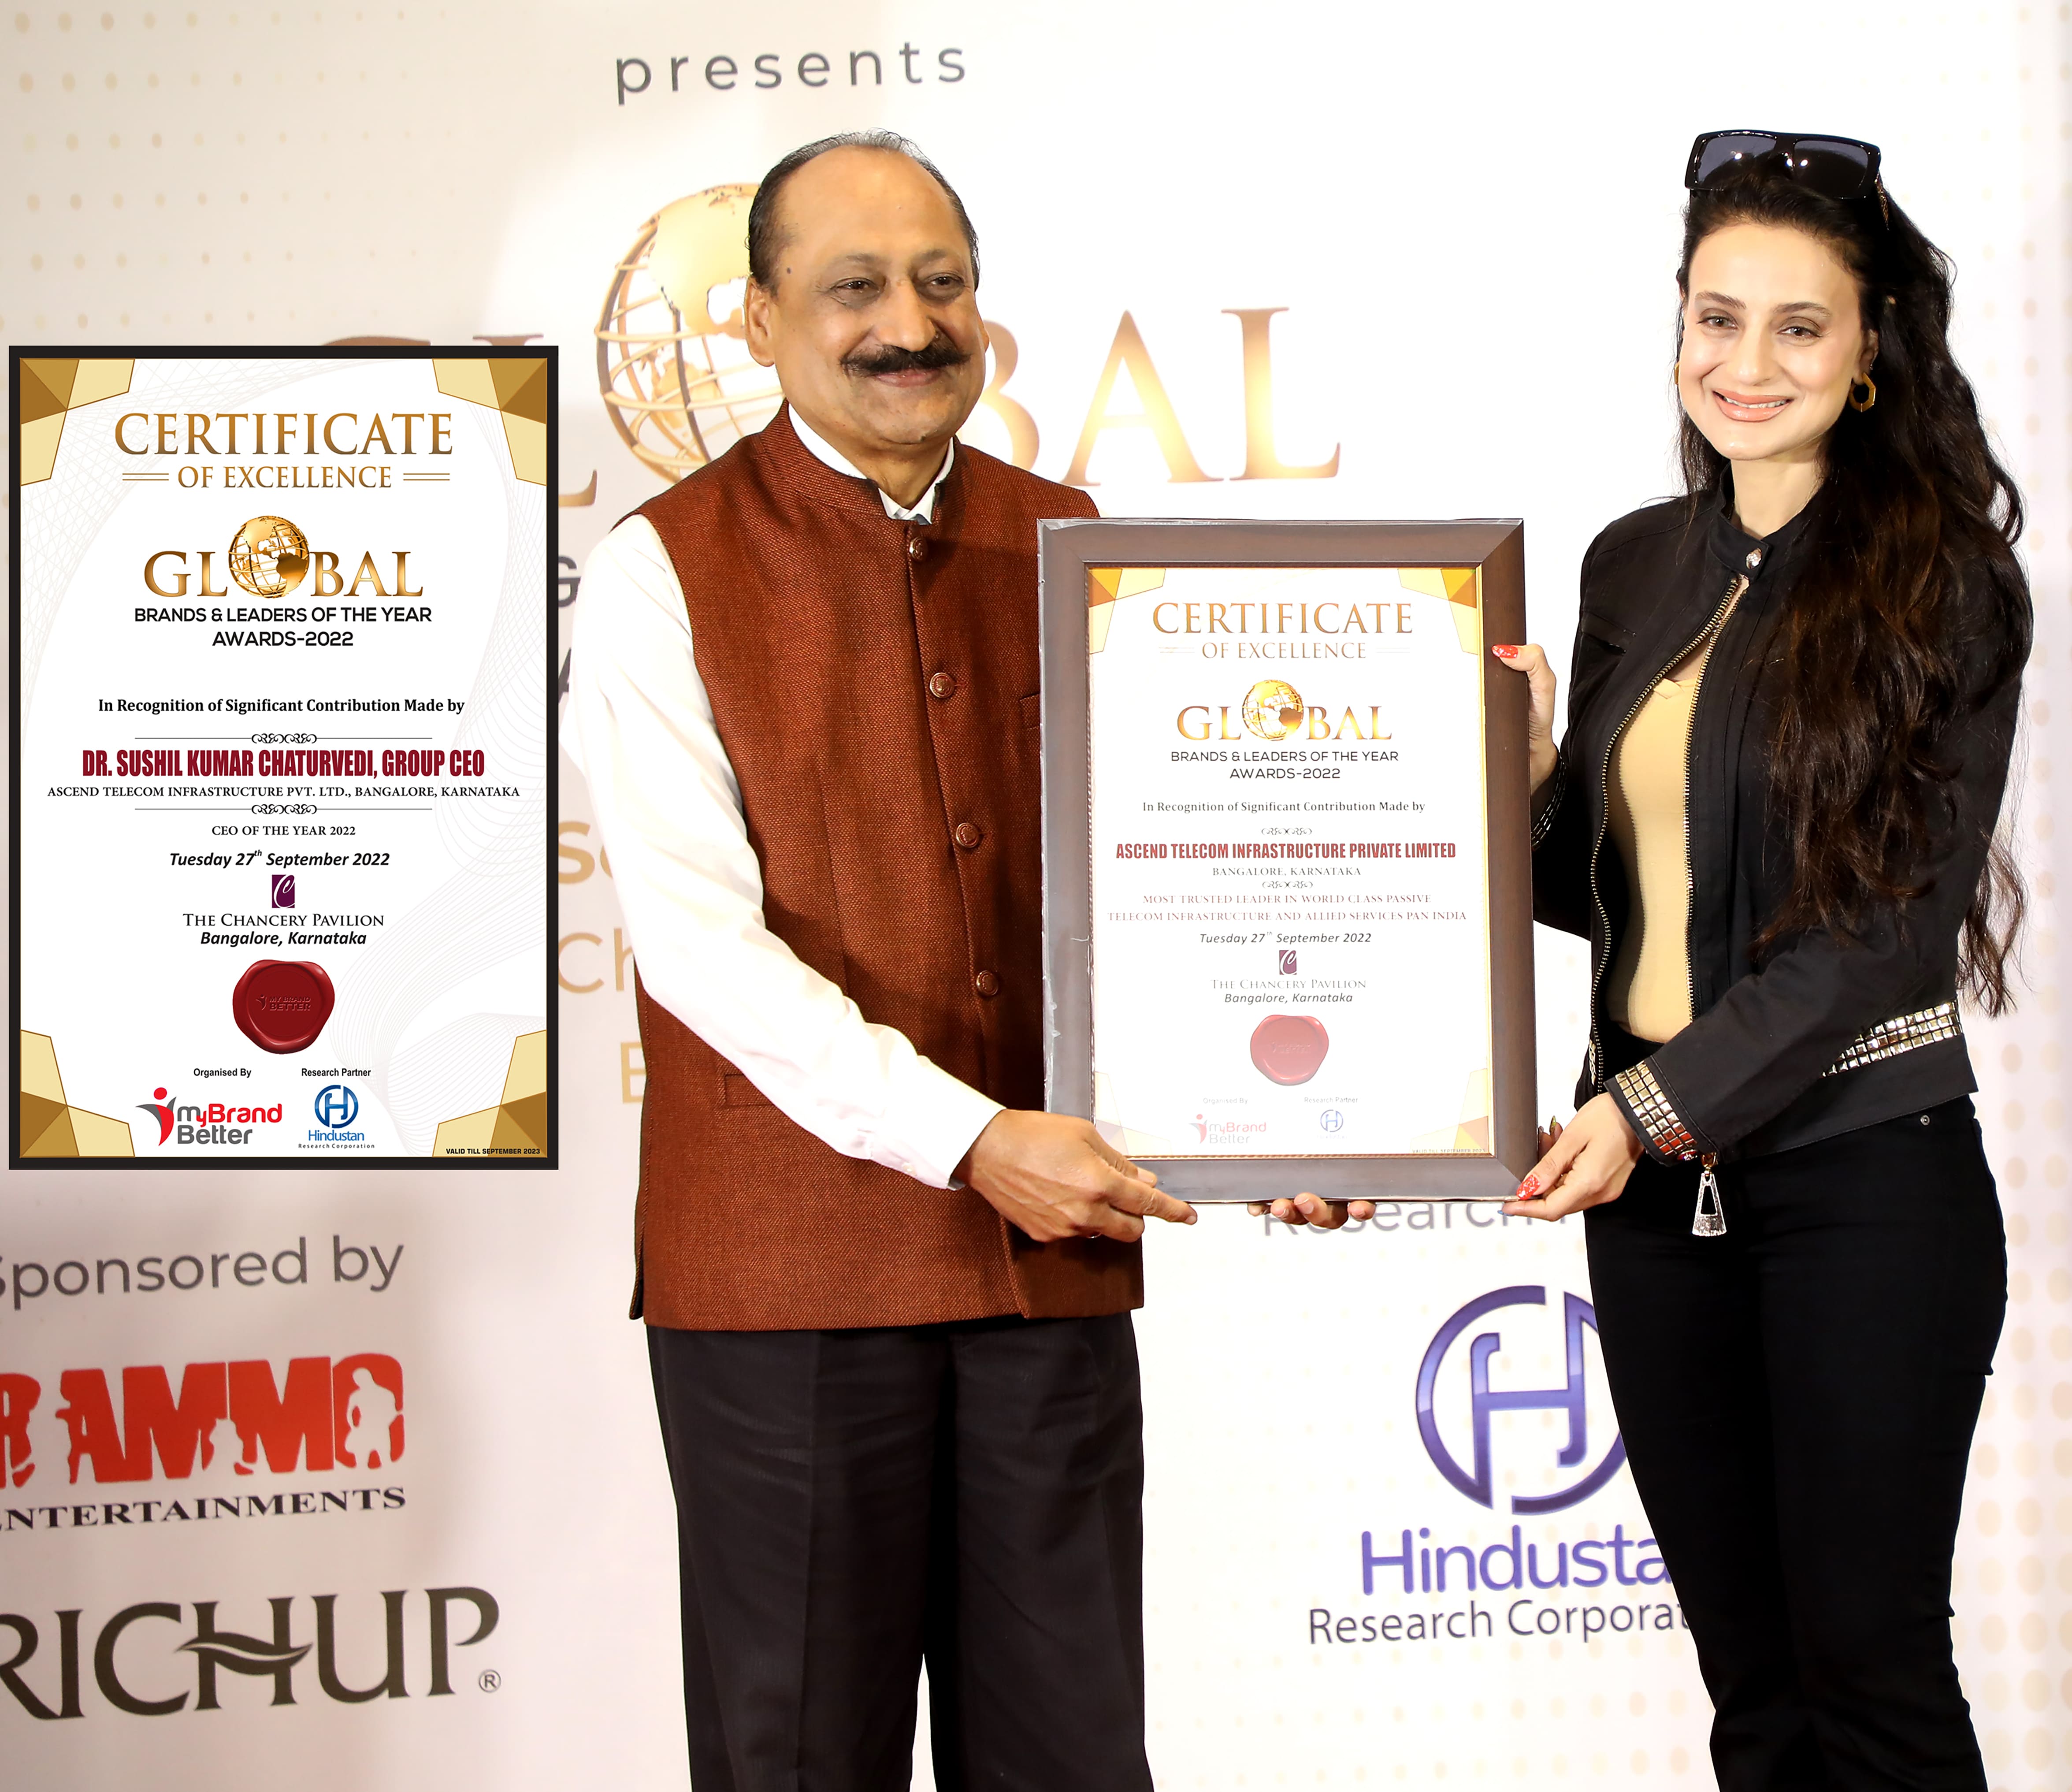 presents
GLOBAL
CERTIFICATE
OF EXCELLENCE
GLOBAL
BRANDS & LEADERS OF THE YEAR
AWARDS-2022
In Recognition of Significant Contribution Made by
DR. SUSHIL KUMAR CHATURVEDI, GROUP CEO
ASCEND TELECOM INFRASTRUCTURE PVT. LTD., BANGALORE, KARNATAKA
CEO OF THE YEAR 2022
Tuesday 27th September 2022
THE CHANCERY PAVILION
Bangalore, Karnataka
MY BRAND
BETTER
Organised By
Research Partner
myBrand
Better
Hindustan
Research Corporation
VALID TILL SEPTEMBER 2023
CERTIFICATE
OF EXCELLENCE
GLOBAL
BRANDS & LEADERS OF THE YEAR
AWARDS-2022
In Recognition of Significant Contribution Made by
ASCEND TELECOM INFRASTRUCTURE PRIVATE LIMITED
BANGALORE, KARNATAKA
MOST TRUSTED LEADER IN WORLD CLASS PASSIVE
TELECOM INFRASTRUCTURE AND ALLIED SERVICES PAN INDIA
Tuesday 27th September 2022
THE CHANCERY PAVILION
Bangalore, Karnataka
Organised By
Research Partner
myBrand
Better
Sponsored by
R AMMO
ENTERTAINMENTS
RICHUP®
Research
Hindusta
Research Corporat